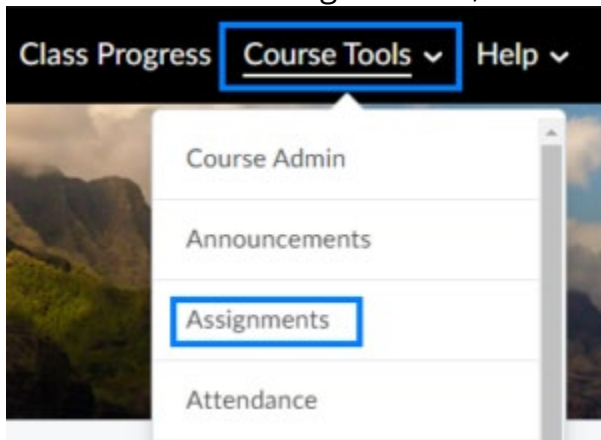 Class Progress Course Tools Help
Course Admin
Announcements
Assignments
Attendance